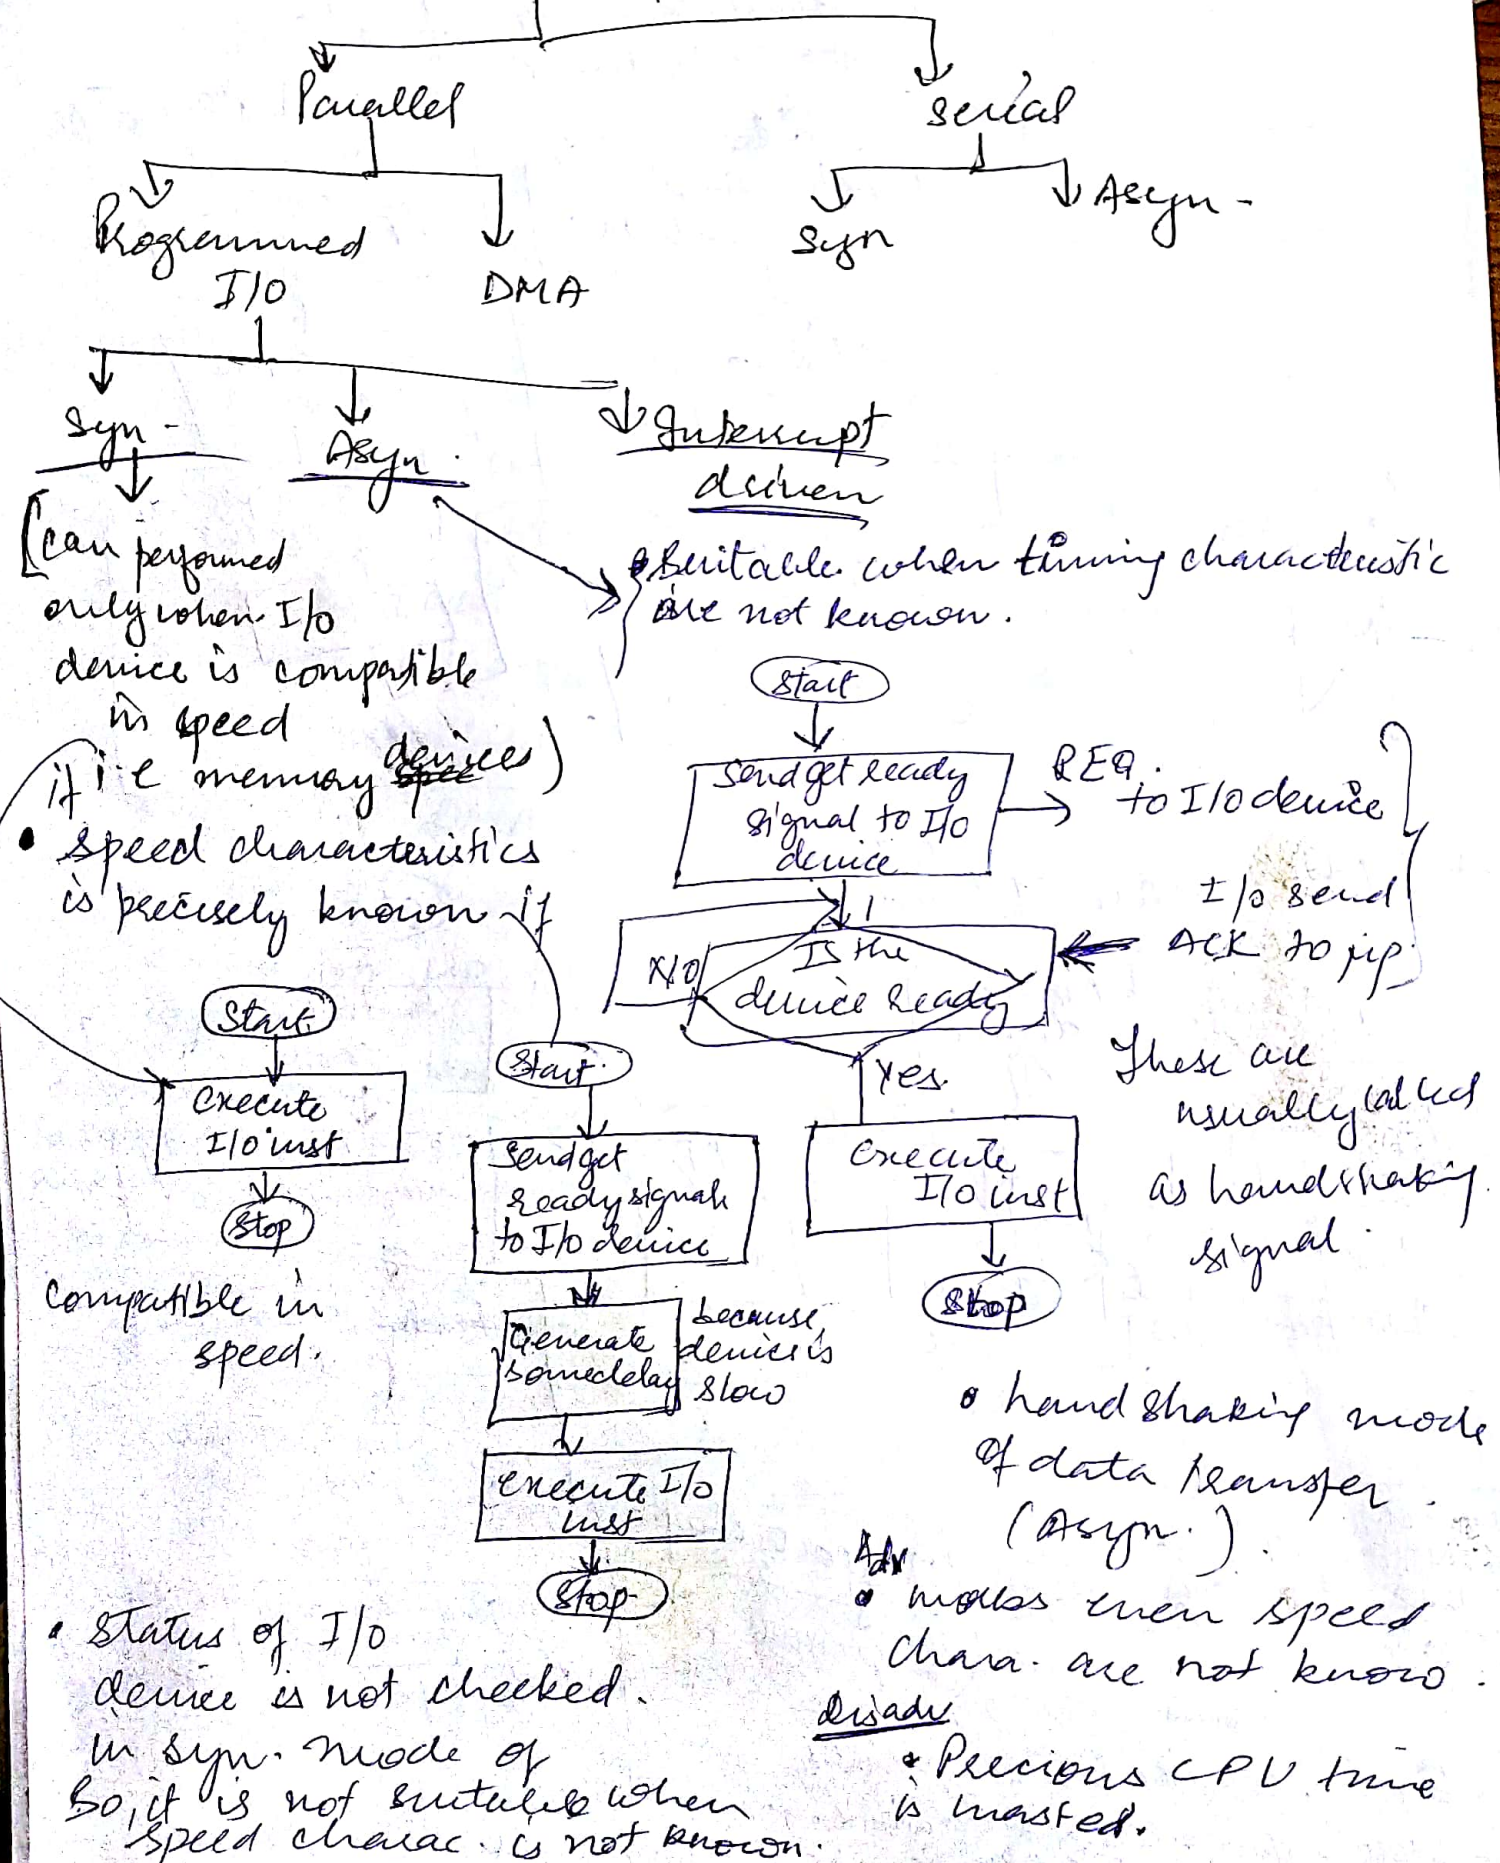 Parallel
Serial
Programmed
I/O
DMA
Syn
Asyn -
Syn -
Asyn.
Interrupt
driven
[can performed
only when I/o
device is compatible
in speed
if i.e memory devices)
• speed characteristics
is precisely known if
• Suitable when timing characteristic
are not known.
Start
Send get ready
signal to I/o
device
REQ.
to I/o device
I/o send
ACK to μp.
Is the
device ready
No
Yes.
Execute
I/o inst
Stop
These are
usually called
as handshaking
signal.
Start
Execute
I/o inst
Stop
Compatible in
speed.
Start.
Send get
ready signals
to I/o device
Generate
some delay
because
device is
slow
execute I/o
inst
Stop
• hand shaking mode
of data transfer.
(Asyn.).
Adv
• works even speed
chara. are not know.
Disadv
• Precious CPU time
is wasted.
• Status of I/O
device is not checked.
in syn. mode of
So, it is not suitable when
speed charac. is not known.